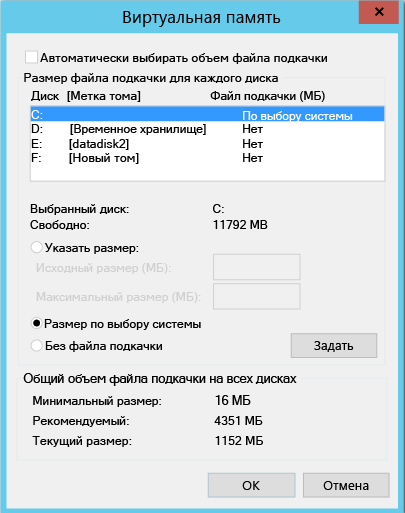 Виртуальная память
Автоматически выбирать объем файла подкачки
Размер файла подкачки для каждого диска
Диск [Метка тома] Файл подкачки (МБ)
C: По выбору системы
D: [Временное хранилище] Нет
E: [datadisk2] Нет
F: [Новый том] Нет
Выбранный диск: C:
Свободно: 11792 MB
Указать размер:
Исходный размер (МБ):
Максимальный размер (МБ):
Размер по выбору системы
Без файла подкачки Задать
Общий объем файла подкачки на всех дисках
Минимальный размер: 16 МБ
Рекомендуемый: 4351 МБ
Текущий размер: 1152 МБ
OK Отмена